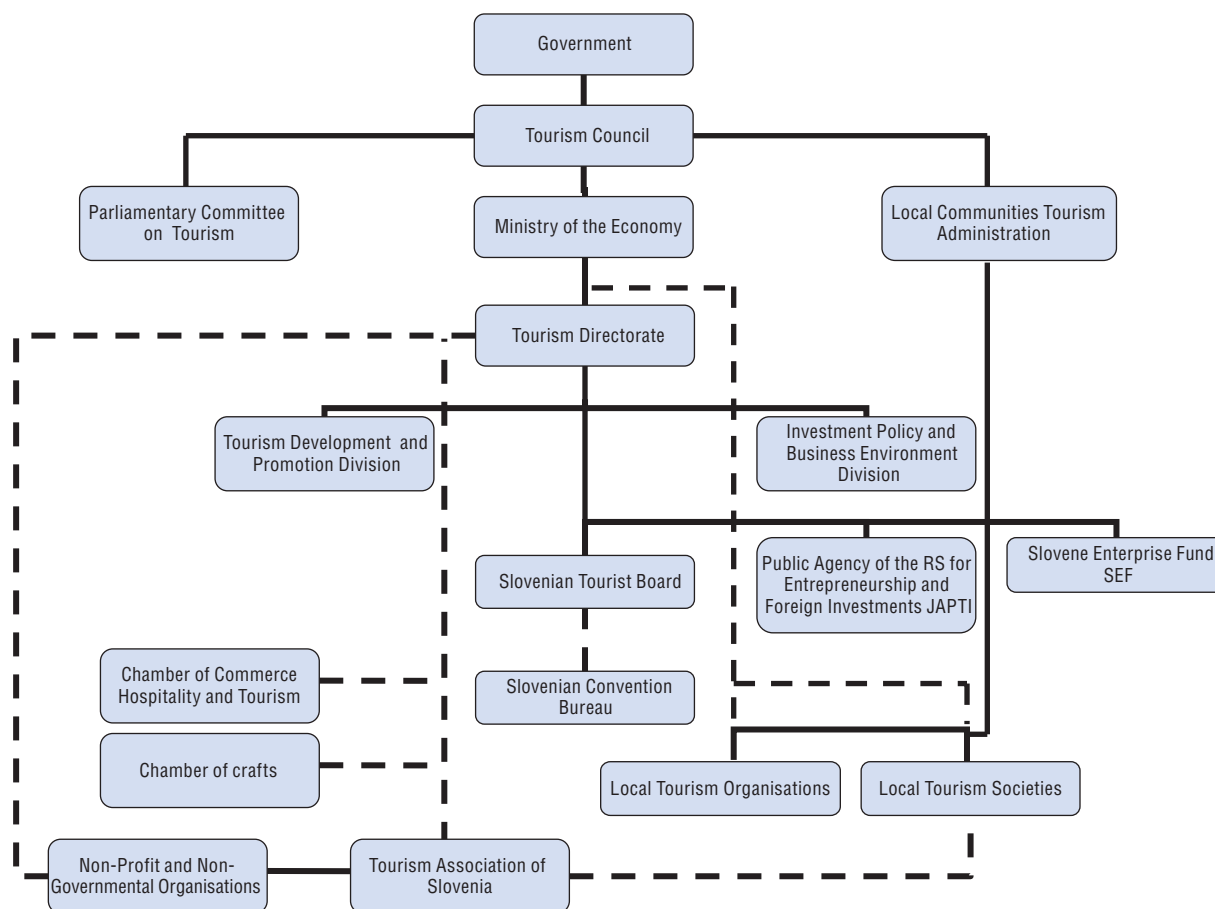 Government
Tourism Council
Parliamentary Committee
on Tourism
Ministry of the Economy
Local Communities Tourism
Administration
Tourism Directorate
Tourism Development and
Promotion Division
Investment Policy and
Business Environment
Division
Slovenian Tourist Board
Public Agency of the RS for
Entrepreneurship and
Foreign Investments JAPTI
Slovene Enterprise Fund
SEF
Chamber of Commerce
Hospitality and Tourism
Slovenian Convention
Bureau
Chamber of crafts
Local Tourism Organisations
Local Tourism Societies
Non-Profit and Non-
Governmental Organisations
Tourism Association of
Slovenia